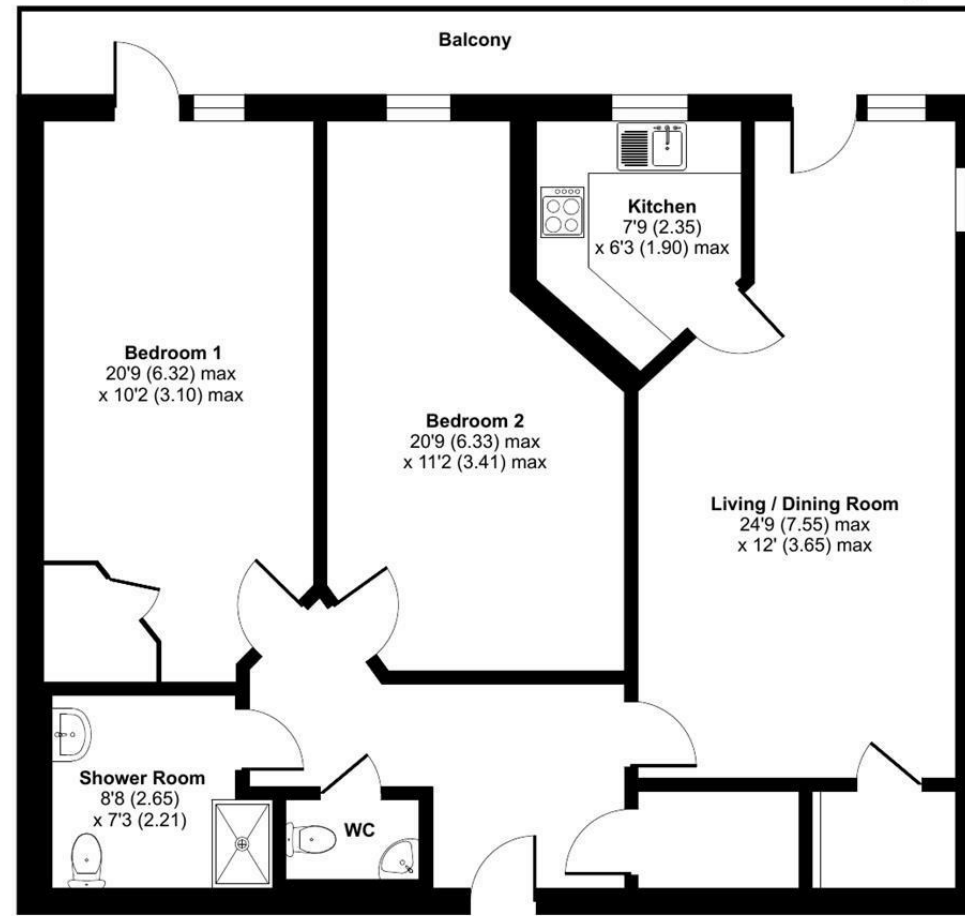 Balcony
Kitchen
7'9 (2.35)
x 6'3 (1.90) max
Bedroom 1
20'9 (6.32) max
x 10'2 (3.10) max
Bedroom 2
20'9 (6.33) max
x 11'2 (3.41) max
Living / Dining Room
24'9 (7.55) max
x 12' (3.65) max
Shower Room
8'8 (2.65)
x 7'3 (2.21)
WC